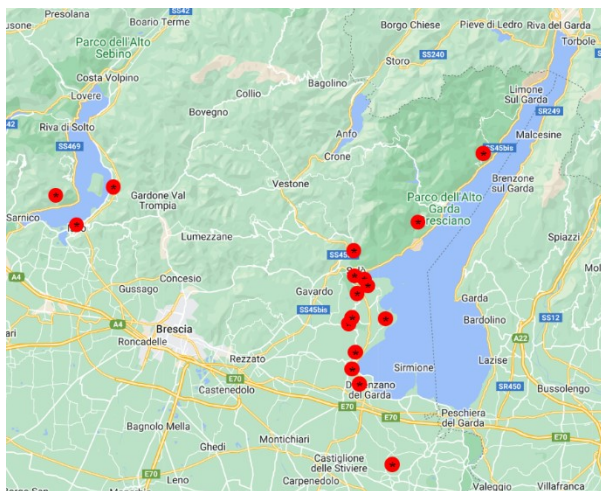 Presolana
SS42
Boario Terme
Borgo Chiese
Pieve di Ledro
Riva del Garda
Torbole
Parco dell'Alto
Sebino
SS240
Storo
Costa Volpino
Collio
Bagolino
Limone
Sul Garda
Lovere
SR249
Bovegno
42
Riva di Solto
Anfo
Malcesine
SS469
Crone
SS45bis
Brenzone
sul Garda
Vestone
Gardone Val
Trompia
Parco dell'Alto
Garda
Bresciano
Sarnico
Lumezzane
Spiazzi
A4
Concesio
Gavardo
Garda
Gussago
Bardolino
SS45bis
SS12
A4
Brescia
A22
Roncadelle
Rezzato
Sirmione
Lazise
E70
Castenedolo
del Garda
SR450
Bussolengo
E70
Peschiera
del Garda
E70
Bagnolo Mella
Montichiari
Ghedi
Castiglione
delle Stiviere
E70
Leno
Carpenedolo
Valeggio
Villafranca